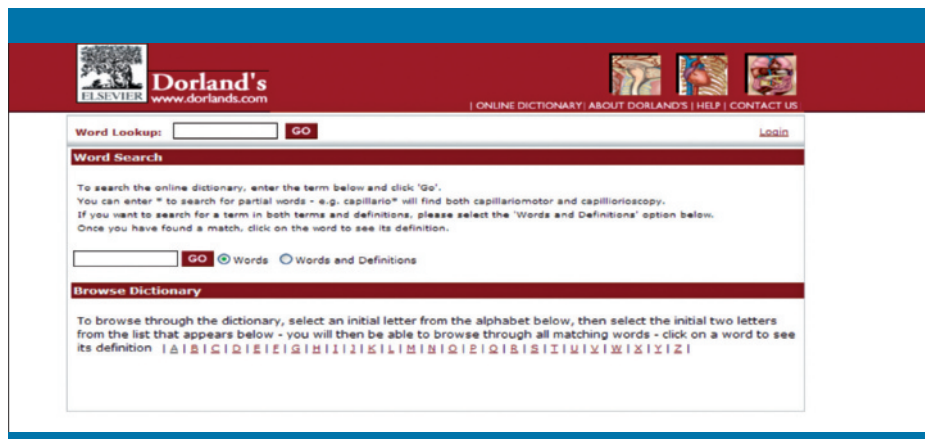 ELSEVIER
Dorland's
www.dorlands.com
| ONLINE DICTIONARY| ABOUT DORLAND'S | HELP | CONTACT US
Word Lookup: GO Login
Word Search
To search the online dictionary, enter the term below and click 'Go'.
You can enter * to search for partial words - e.g. capillario* will find both capillariomotor and capilliorioscopy.
If you want to search for a term in both terms and definitions, please select the 'Words and Definitions' option below.
Once you have found a match, click on the word to see its definition.
GO Words Words and Definitions
Browse Dictionary
To browse through the dictionary, select an initial letter from the alphabet below, then select the initial two letters
from the list that appears below - you will then be able to browse through all matching words - click on a word to see
its definition | A | B | C | D | E | F | G | H | I | J | K | L | M | N | O | P | Q | R | S | T | U | V | W | X | Y | Z |